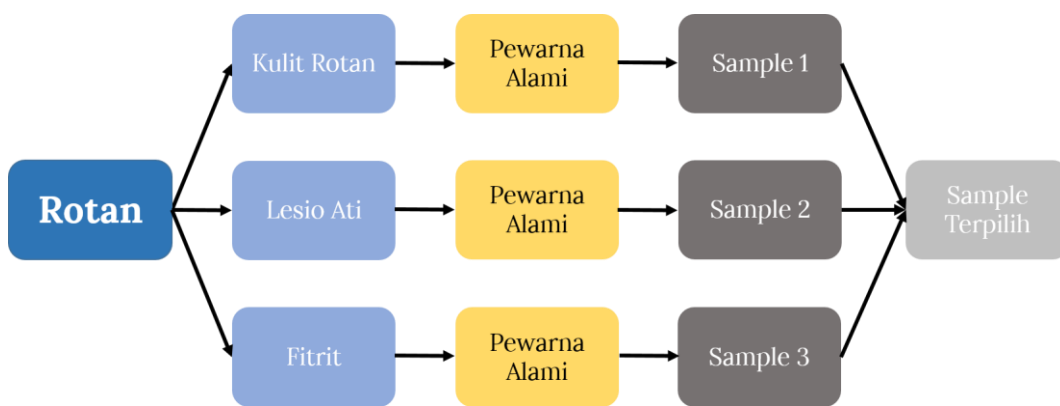 Kulit Rotan
Pewarna
Alami
Sample 1
Rotan
Lesio Ati
Pewarna
Alami
Sample 2
Sample
Terpilih
Fitrit
Pewarna
Alami
Sample 3